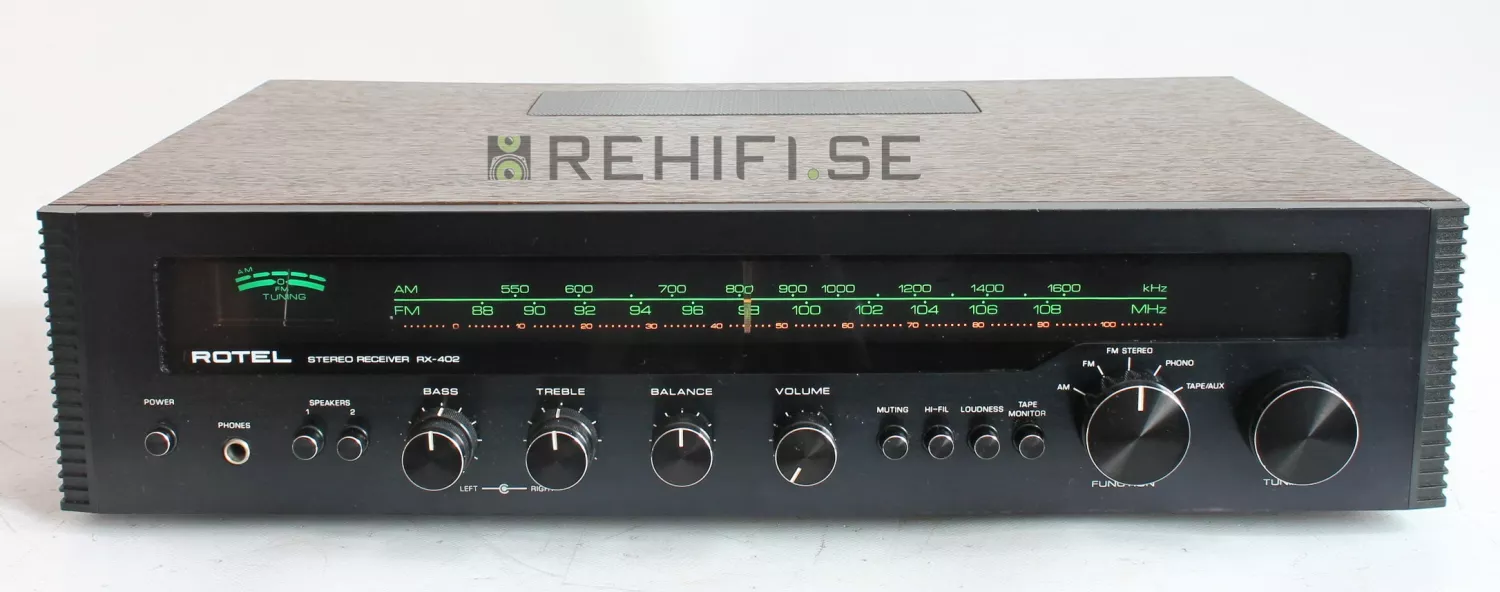 REHIFI.SE
AM
-0-
FM
TUNING
AM 550 600 700 800 900 1000 1200 1400 1600 kHz
FM 88 90 92 94 96 98 100 102 104 106 108 MHz
0 10 20 30 40 50 60 70 80 90 100
ROTEL STEREO RECEIVER RX-402
POWER
PHONES
SPEAKERS
1 2
BASS
TREBLE
LEFT RIGHT
BALANCE
VOLUME
MUTING
HI-FIL
LOUDNESS
TAPE
MONITOR
AM
FM
FM STEREO
PHONO
TAPE/AUX
FUNCTION
TUNING